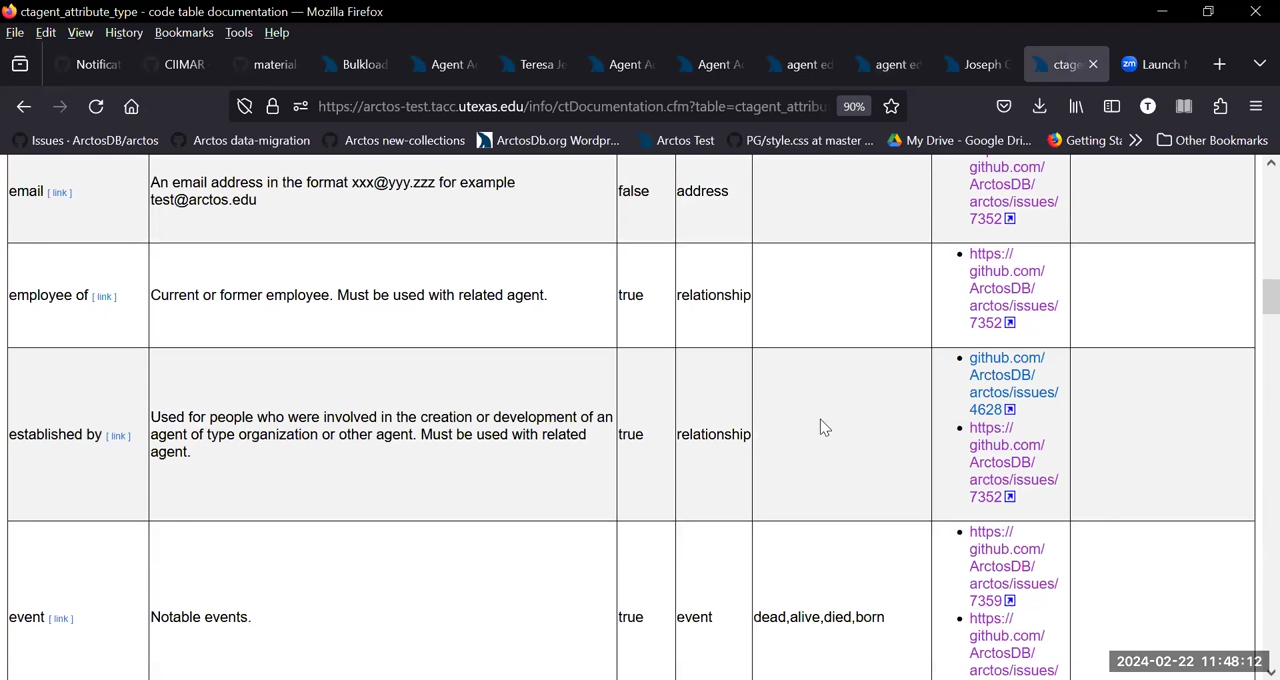 ctagent_attribute_type - code table documentation — Mozilla Firefox
File Edit View History Bookmarks Tools Help
Notificat CIIMAR material Bulkload Agent A Teresa Je Agent A Agent A agent ed agent ed Joseph ctage zm Launch
https://arctos-test.tacc.utexas.edu/info/ctDocumentation.cfm?table=ctagent_attribu 90% T
Issues · ArctosDB/arctos Arctos data-migration Arctos new-collections ArctosDb.org Wordpr... Arctos Test PG/style.css at master ... My Drive - Google Dri... Getting Sta Other Bookmarks
email [ link ]
An email address in the format xxx@yyy.zzz for example
test@arctos.edu
false
address
github.com/
ArctosDB/
arctos/issues/
7352
employee of [ link ]
Current or former employee. Must be used with related agent.
true
relationship
https://
github.com/
ArctosDB/
arctos/issues/
7352
established by [ link ]
Used for people who were involved in the creation or development of an
agent of type organization or other agent. Must be used with related
agent.
true
relationship
github.com/
ArctosDB/
arctos/issues/
4628
https://
github.com/
ArctosDB/
arctos/issues/
7352
event [ link ]
Notable events.
true
event
dead,alive,died,born
https://
github.com/
ArctosDB/
arctos/issues/
7359
https://
github.com/
ArctosDB/
arctos/issues/
2024-02-22 11:48:12